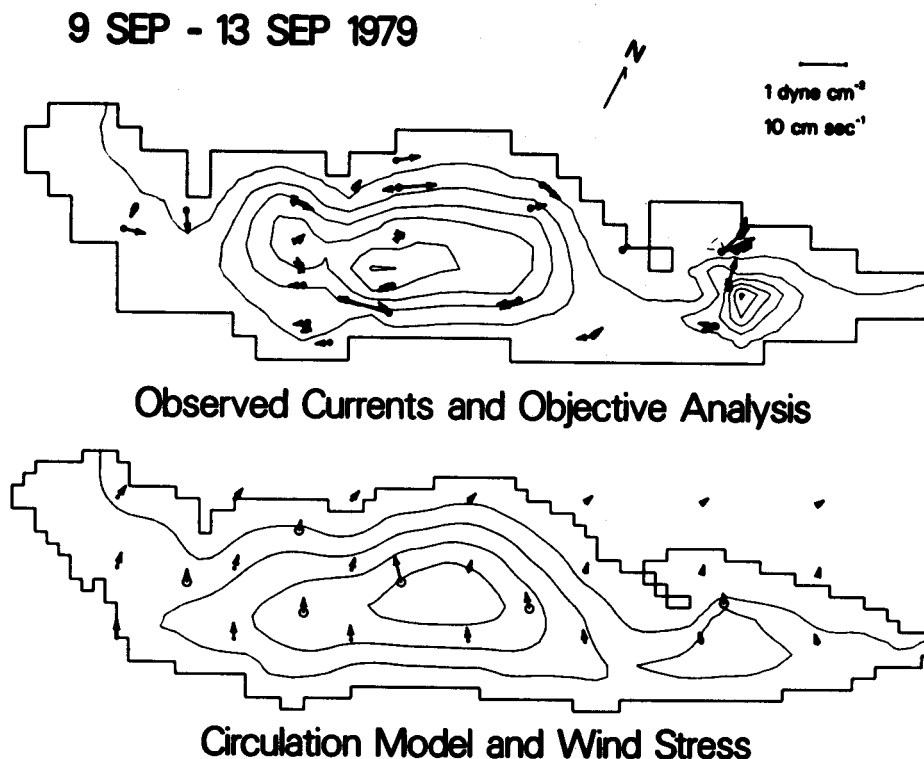 9 SEP - 13 SEP 1979
N
1 dyne cm⁻²
10 cm sec⁻¹
Observed Currents and Objective Analysis
Circulation Model and Wind Stress